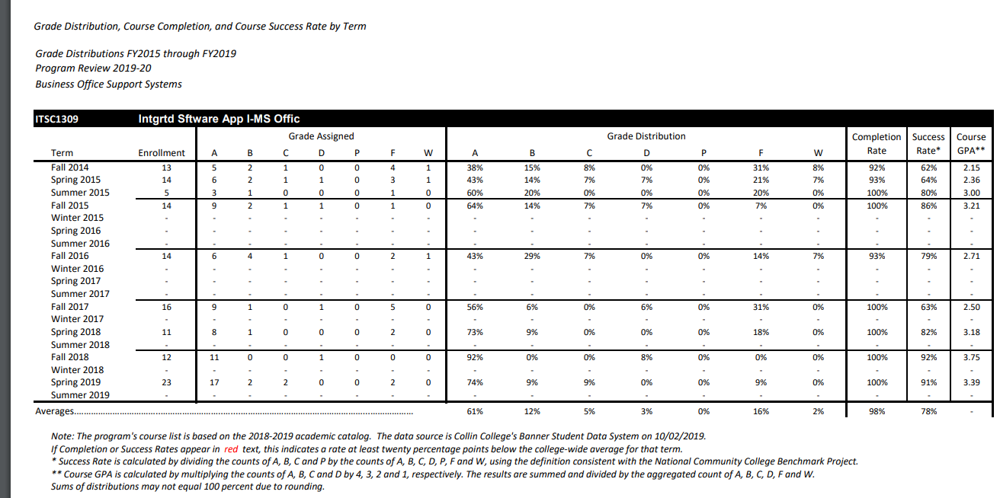 Grade Distribution, Course Completion, and Course Success Rate by Term
Grade Distributions FY2015 through FY2019
Program Review 2019-20
Business Office Support Systems
ITSC1309 Intgrtd Sftware App I-MS Offic
Grade Assigned Grade Distribution Completion Success Course
Term Enrollment A B C D P F W A B C D P F W Rate Rate* GPA**
Fall 2014 13 5 2 1 0 0 4 1 38% 15% 8% 0% 0% 31% 8% 92% 62% 2.15
Spring 2015 14 6 2 1 1 0 3 1 43% 14% 7% 7% 0% 21% 7% 93% 64% 2.36
Summer 2015 5 3 1 0 0 0 1 0 60% 20% 0% 0% 0% 20% 0% 100% 80% 3.00
Fall 2015 14 9 2 1 1 0 1 0 64% 14% 7% 7% 0% 7% 0% 100% 86% 3.21
Winter 2015 - - - - - - - - - - - - - - - - - -
Spring 2016 - - - - - - - - - - - - - - - - - -
Summer 2016 - - - - - - - - - - - - - - - - - -
Fall 2016 14 6 4 1 0 0 2 1 43% 29% 7% 0% 0% 14% 7% 93% 79% 2.71
Winter 2016 - - - - - - - - - - - - - - - - - -
Spring 2017 - - - - - - - - - - - - - - - - - -
Summer 2017 - - - - - - - - - - - - - - - - - -
Fall 2017 16 9 1 0 1 0 5 0 56% 6% 0% 6% 0% 31% 0% 100% 63% 2.50
Winter 2017 - - - - - - - - - - - - - - - - - -
Spring 2018 11 8 1 0 0 0 2 0 73% 9% 0% 0% 0% 18% 0% 100% 82% 3.18
Summer 2018 - - - - - - - - - - - - - - - - - -
Fall 2018 12 11 0 0 1 0 0 0 92% 0% 0% 8% 0% 0% 0% 100% 92% 3.75
Winter 2018 - - - - - - - - - - - - - - - - - -
Spring 2019 23 17 2 2 0 0 2 0 74% 9% 9% 0% 0% 9% 0% 100% 91% 3.39
Summer 2019 - - - - - - - - - - - - - - - - - -
Averages........................................................................................................................ 61% 12% 5% 3% 0% 16% 2% 98% 78% -
Note: The program's course list is based on the 2018-2019 academic catalog. The data source is Collin College's Banner Student Data System on 10/02/2019.
If Completion or Success Rates appear in red text, this indicates a rate at least twenty percentage points below the college-wide average for that term.
* Success Rate is calculated by dividing the counts of A, B, C and P by the counts of A, B, C, D, P, F and W, using the definition consistent with the National Community College Benchmark Project.
** Course GPA is calculated by multiplying the counts of A, B, C and D by 4, 3, 2 and 1, respectively. The results are summed and divided by the aggregated count of A, B, C, D, F and W.
Sums of distributions may not equal 100 percent due to rounding.